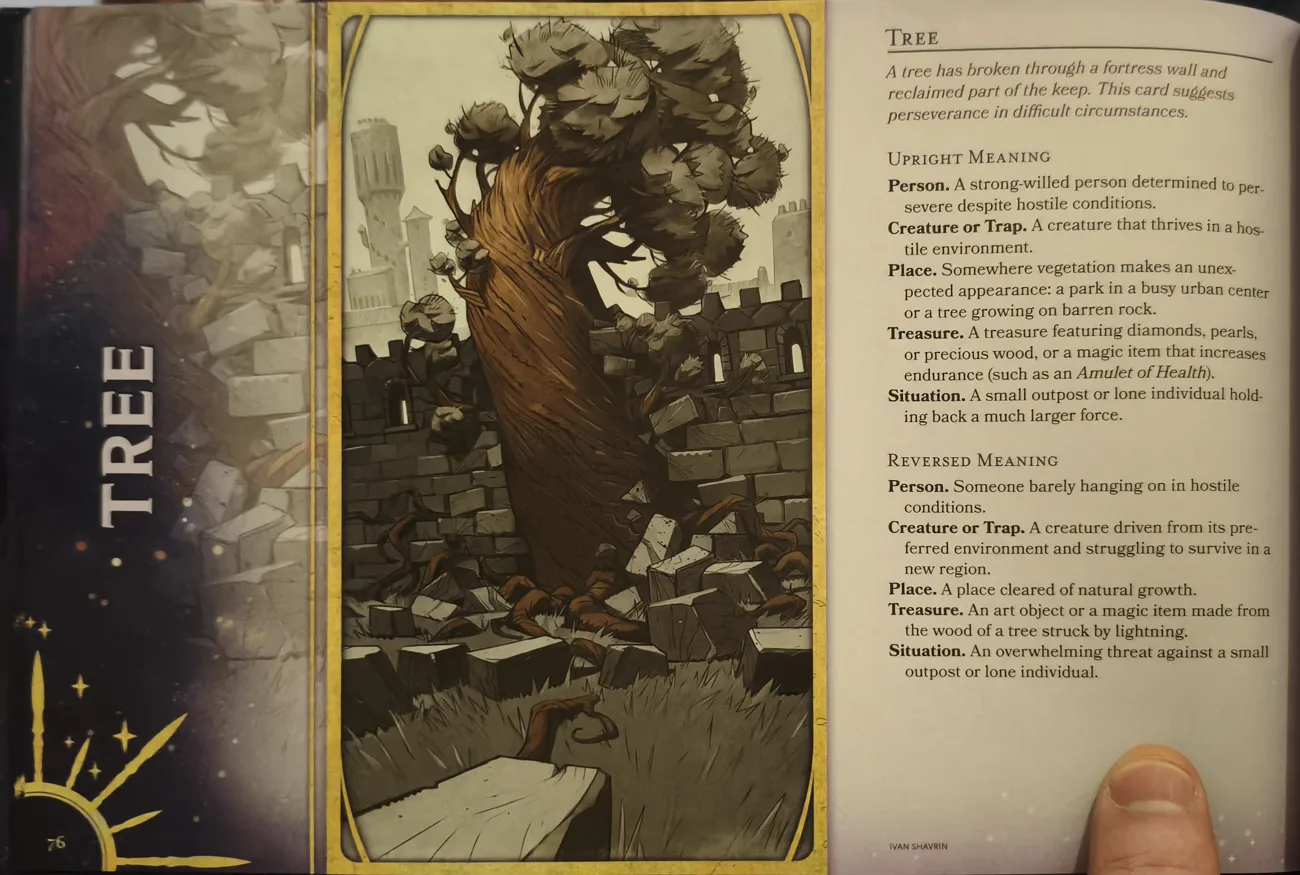 TREE
76
TREE
A tree has broken through a fortress wall and
reclaimed part of the keep. This card suggests
perseverance in difficult circumstances.
UPRIGHT MEANING
Person. A strong-willed person determined to per-
severe despite hostile conditions.
Creature or Trap. A creature that thrives in a hos-
tile environment.
Place. Somewhere vegetation makes an unex-
pected appearance: a park in a busy urban center
or a tree growing on barren rock.
Treasure. A treasure featuring diamonds, pearls,
or precious wood, or a magic item that increases
endurance (such as an Amulet of Health).
Situation. A small outpost or lone individual hold-
ing back a much larger force.
REVERSED MEANING
Person. Someone barely hanging on in hostile
conditions.
Creature or Trap. A creature driven from its pre-
ferred environment and struggling to survive in a
new region.
Place. A place cleared of natural growth.
Treasure. An art object or a magic item made from
the wood of a tree struck by lightning.
Situation. An overwhelming threat against a small
outpost or lone individual.
IVAN SHAVRIN